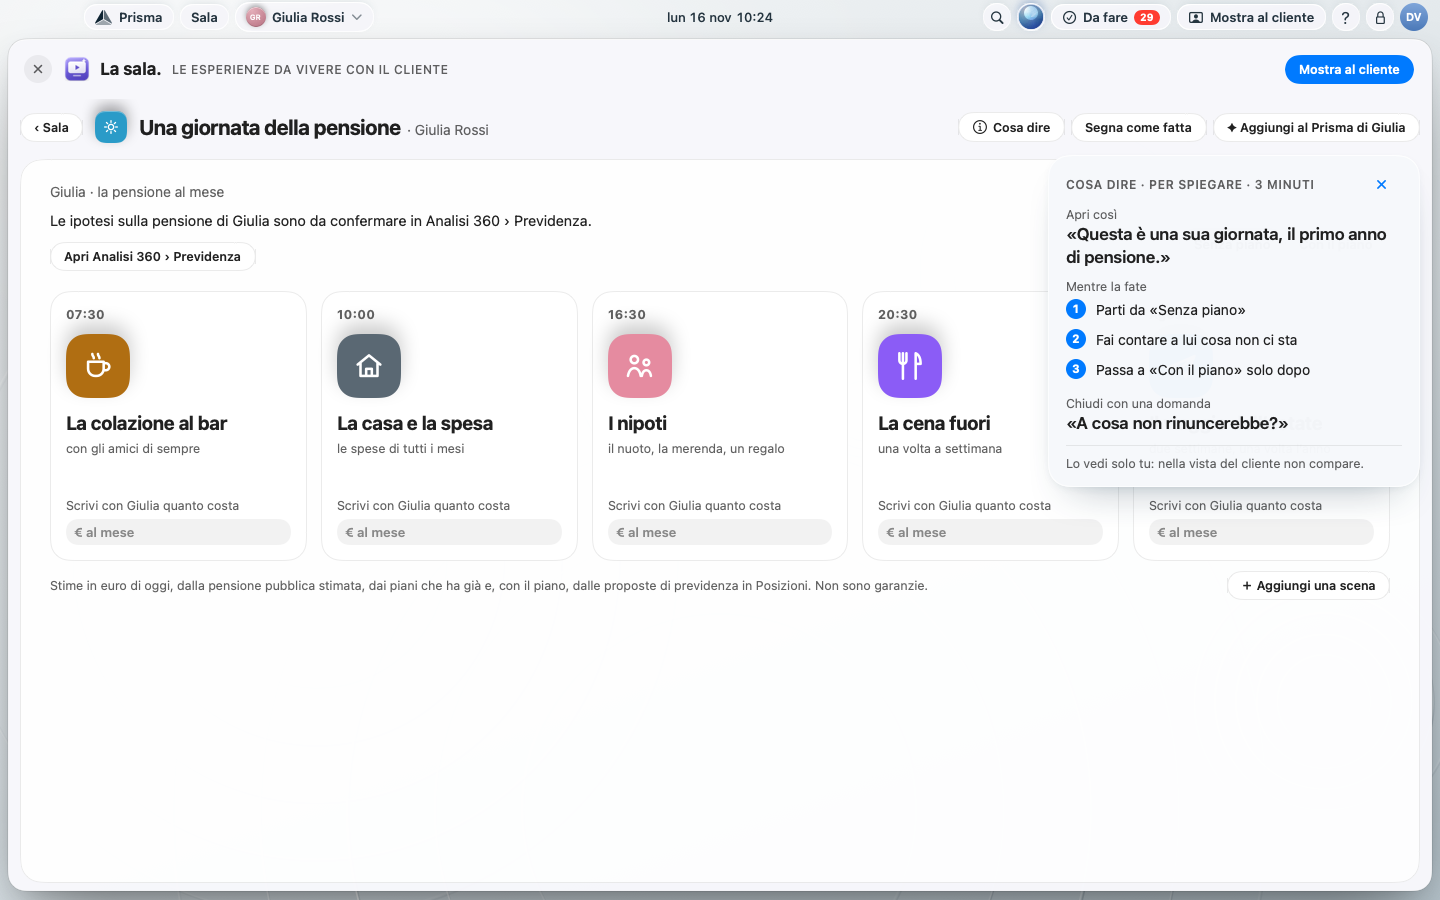 Prisma
Sala
GR
Giulia Rossi
lun 16 nov 10:24
Da fare 29
Mostra al cliente
?
DV
La sala. LE ESPERIENZE DA VIVERE CON IL CLIENTE
Mostra al cliente
‹ Sala
Una giornata della pensione · Giulia Rossi
Cosa dire
Segna come fatta
Aggiungi al Prisma di Giulia
Giulia · la pensione al mese
Le ipotesi sulla pensione di Giulia sono da confermare in Analisi 360 › Previdenza.
Apri Analisi 360 › Previdenza
07:30
La colazione al bar
con gli amici di sempre
Scrivi con Giulia quanto costa
€ al mese
10:00
La casa e la spesa
le spese di tutti i mesi
Scrivi con Giulia quanto costa
€ al mese
16:30
I nipoti
il nuoto, la merenda, un regalo
Scrivi con Giulia quanto costa
€ al mese
20:30
La cena fuori
una volta a settimana
Scrivi con Giulia quanto costa
€ al mese
Scrivi con Giulia quanto costa
€ al mese
COSA DIRE · PER SPIEGARE · 3 MINUTI
Apri così
«Questa è una sua giornata, il primo anno
di pensione.»
Mentre la fate
1 Parti da «Senza piano»
2 Fai contare a lui cosa non ci sta
3 Passa a «Con il piano» solo dopo
Chiudi con una domanda
«A cosa non rinuncerebbe?»
Lo vedi solo tu: nella vista del cliente non compare.
Stime in euro di oggi, dalla pensione pubblica stimata, dai piani che ha già e, con il piano, dalle proposte di previdenza in Posizioni. Non sono garanzie.
+ Aggiungi una scena